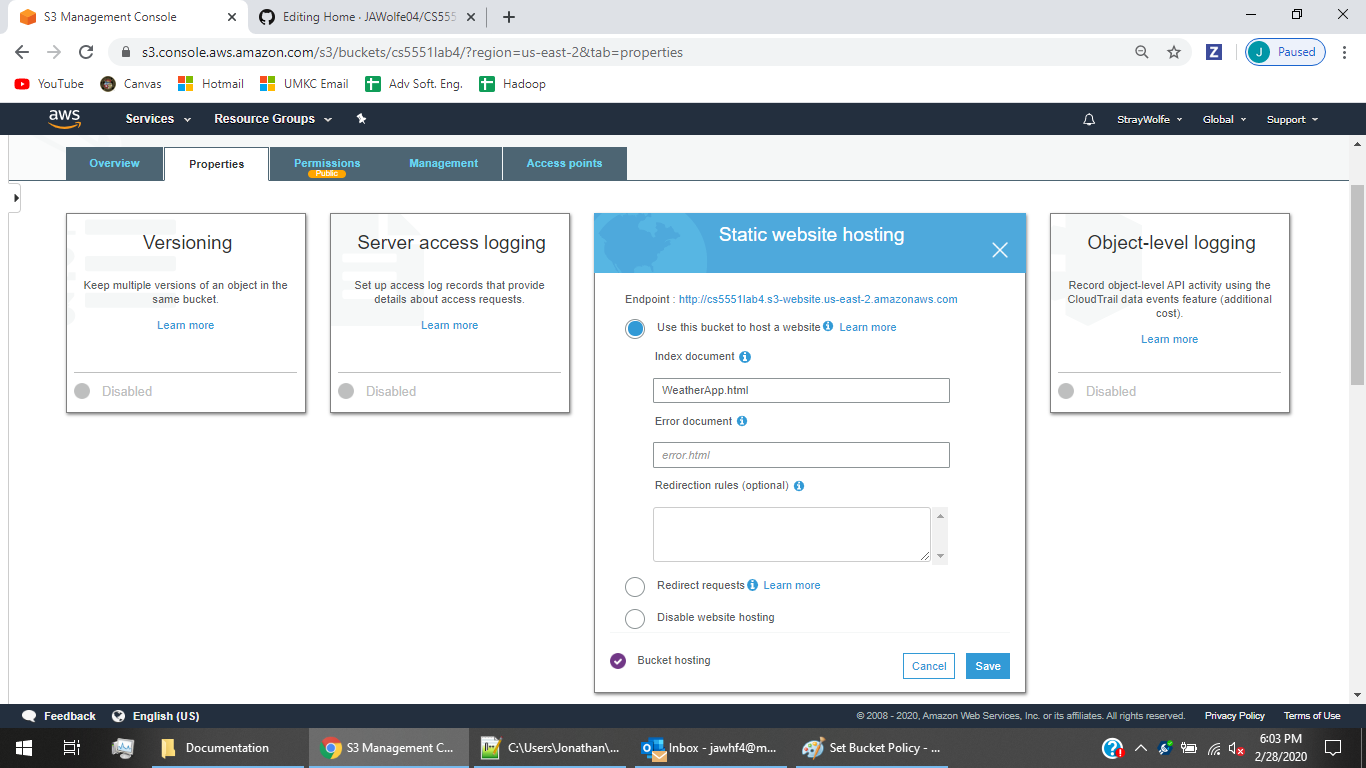 S3 Management Console
Editing Home · JAWolfe04/CS555
s3.console.aws.amazon.com/s3/buckets/cs5551lab4/?region=us-east-2&tab=properties
Z
J Paused
YouTube Canvas Hotmail UMKC Email Adv Soft. Eng. Hadoop
aws Services Resource Groups StrayWolfe Global Support
Overview Properties Permissions Management Access points
Public
Versioning
Keep multiple versions of an object in the
same bucket.
Learn more
Disabled
Server access logging
Set up access log records that provide
details about access requests.
Learn more
Disabled
Static website hosting
Endpoint : http://cs5551lab4.s3-website.us-east-2.amazonaws.com
Use this bucket to host a website Learn more
Index document
WeatherApp.html
Error document
error.html
Redirection rules (optional)
Redirect requests Learn more
Disable website hosting
Bucket hosting
Cancel Save
Object-level logging
Record object-level API activity using the
CloudTrail data events feature (additional
cost).
Learn more
Disabled
Feedback English (US) © 2008 - 2020, Amazon Web Services, Inc. or its affiliates. All rights reserved. Privacy Policy Terms of Use
Documentation S3 Management C... C:\Users\Jonathan\... Inbox - jawhf4@m... Set Bucket Policy - ...
6:03 PM
2/28/2020